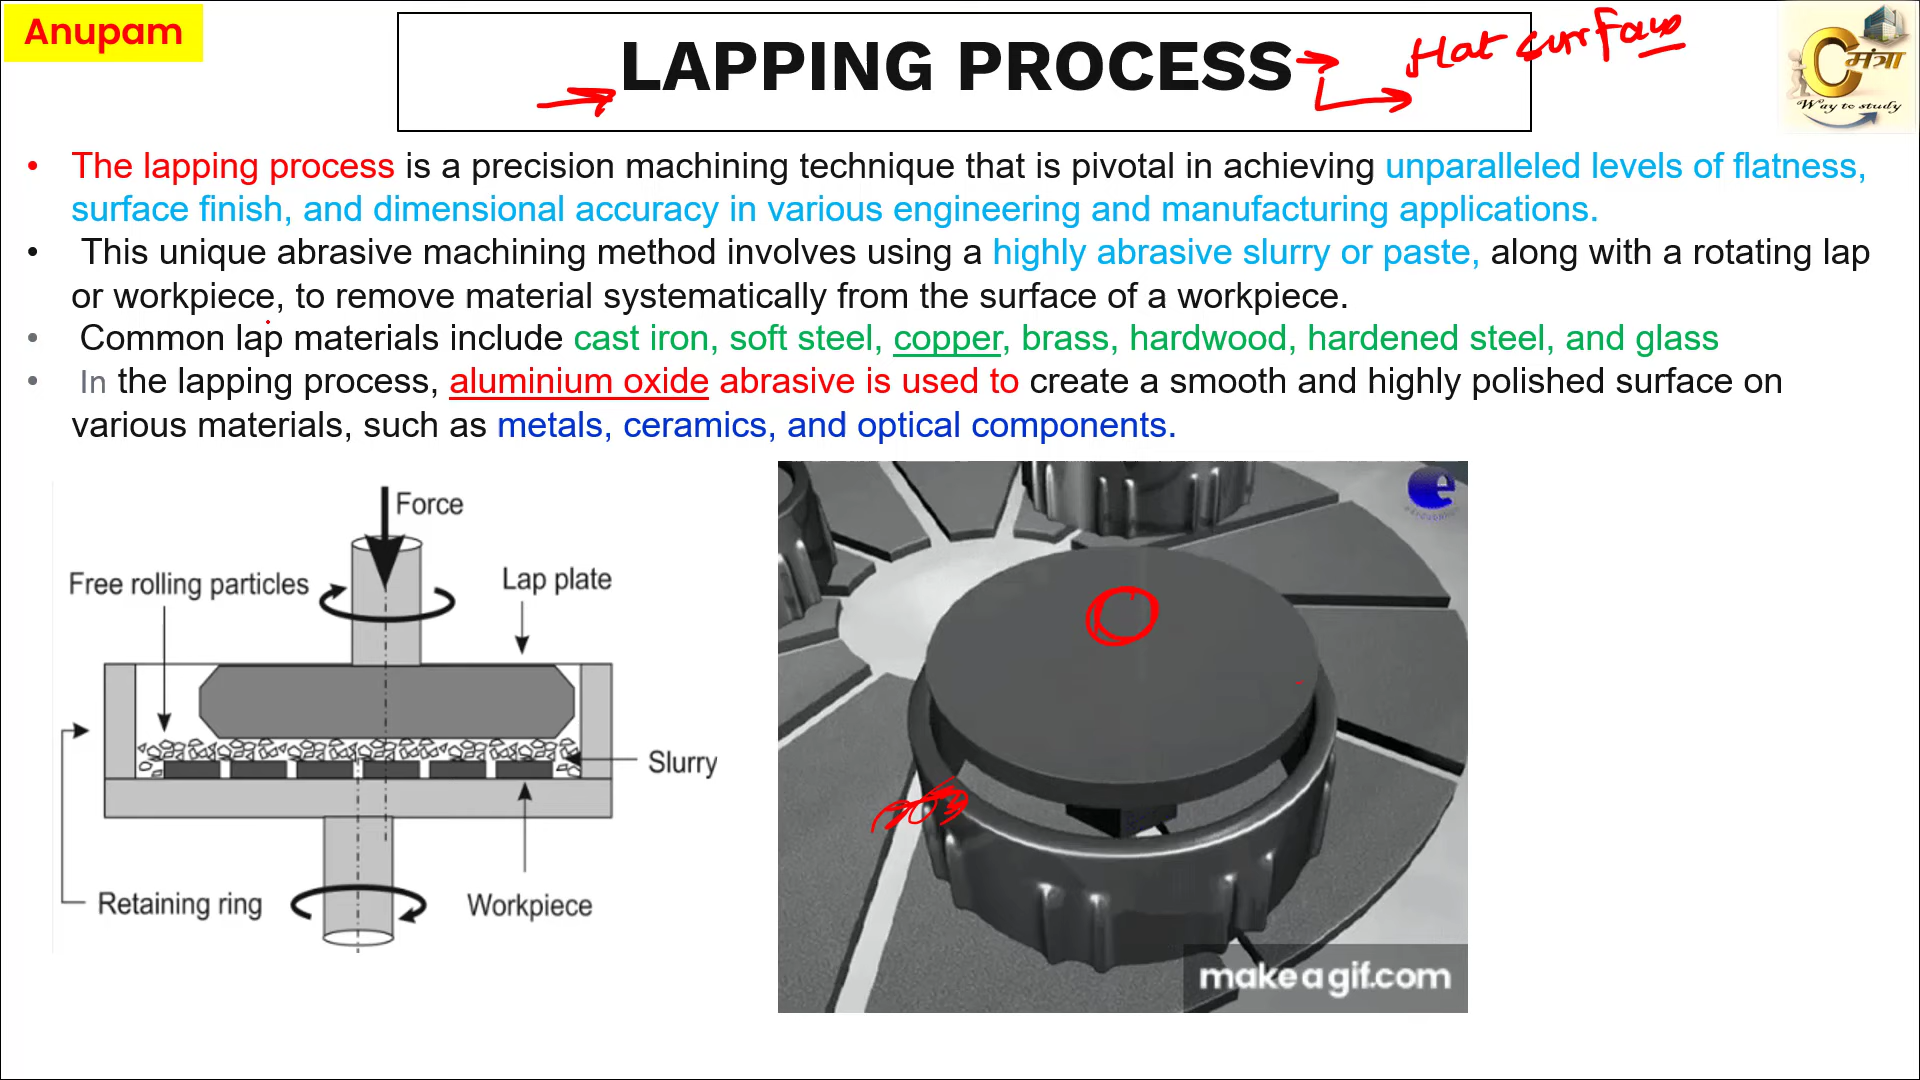 Anupam
LAPPING PROCESS
flat surface
C मंत्रा
Way to study
• The lapping process is a precision machining technique that is pivotal in achieving unparalleled levels of flatness,
surface finish, and dimensional accuracy in various engineering and manufacturing applications.
• This unique abrasive machining method involves using a highly abrasive slurry or paste, along with a rotating lap
or workpiece, to remove material systematically from the surface of a workpiece.
• Common lap materials include cast iron, soft steel, copper, brass, hardwood, hardened steel, and glass
• In the lapping process, aluminium oxide abrasive is used to create a smooth and highly polished surface on
various materials, such as metals, ceramics, and optical components.
Force
Free rolling particles
Lap plate
Slurry
Retaining ring
Workpiece
e
makeagif.com